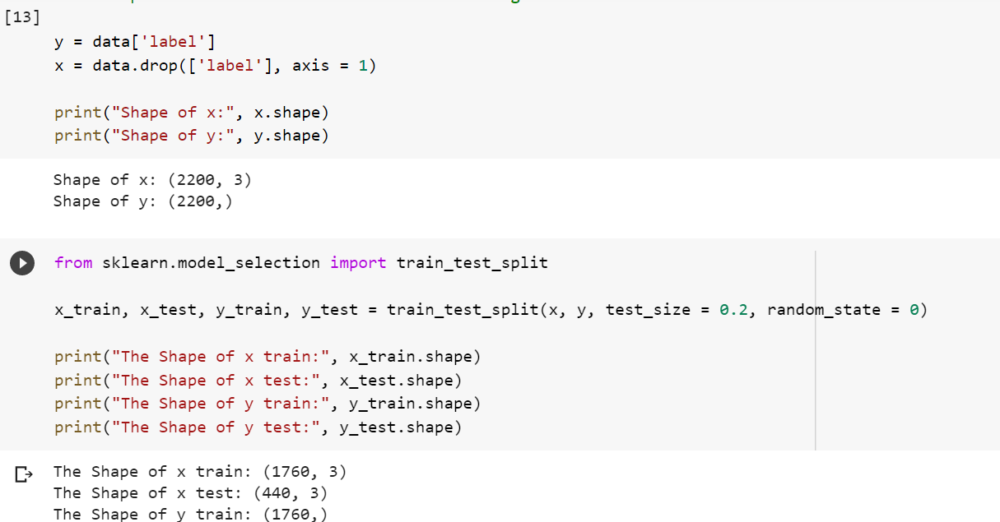 [13]
y = data['label']
x = data.drop(['label'], axis = 1)
print("Shape of x:", x.shape)
print("Shape of y:", y.shape)
Shape of x: (2200, 3)
Shape of y: (2200,)
from sklearn.model_selection import train_test_split
x_train, x_test, y_train, y_test = train_test_split(x, y, test_size = 0.2, random_state = 0)
print("The Shape of x train:", x_train.shape)
print("The Shape of x test:", x_test.shape)
print("The Shape of y train:", y_train.shape)
print("The Shape of y test:", y_test.shape)
The Shape of x train: (1760, 3)
The Shape of x test: (440, 3)
The Shape of y train: (1760,)